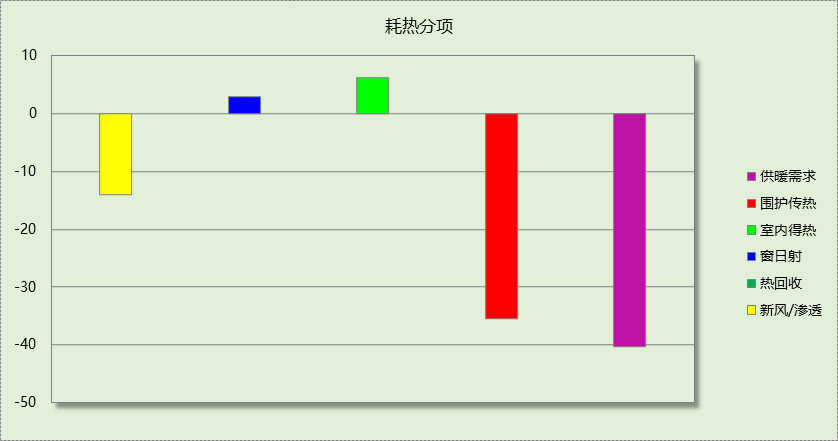 耗热分项
10
0
-10
-20
-30
-40
-50
供暖需求
围护传热
室内得热
窗日射
热回收
新风/渗透